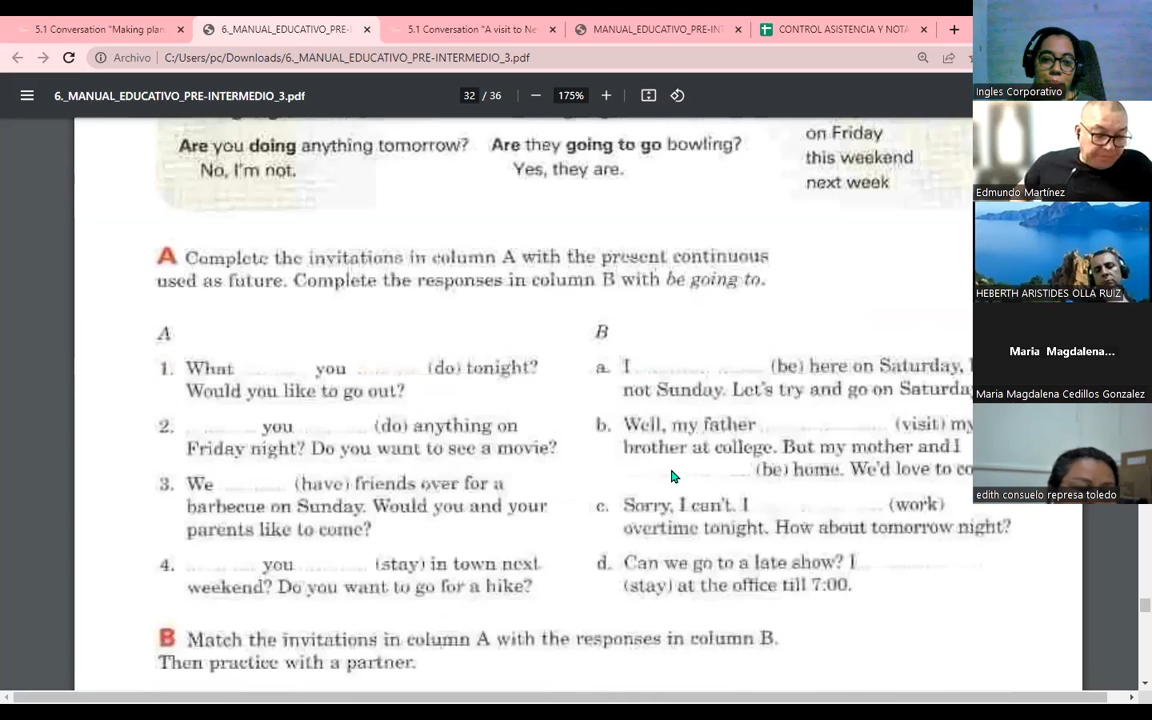 5.1 Conversation "Making plan
6._MANUAL_EDUCATIVO_PRE-I
5.1 Conversation "A visit to Ne
MANUAL_EDUCATIVO_PRE-INT
CONTROL ASISTENCIA Y NOTA
Archivo C:/Users/pc/Downloads/6._MANUAL_EDUCATIVO_PRE-INTERMEDIO_3.pdf
6._MANUAL_EDUCATIVO_PRE-INTERMEDIO_3.pdf
32 / 36
175%
Are you doing anything tomorrow?
No, I'm not.
Are they going to go bowling?
Yes, they are.
on Friday
this weekend
next week
A Complete the invitations in column A with the present continuous
used as future. Complete the responses in column B with be going to.
A
1. What you (do) tonight?
Would you like to go out?
2. you (do) anything on
Friday night? Do you want to see a movie?
3. We (have) friends over for a
barbecue on Sunday. Would you and your
parents like to come?
4. you (stay) in town next
weekend? Do you want to go for a hike?
B
a. I (be) here on Saturday,
not Sunday. Let's try and go on Saturda
b. Well, my father (visit) my
brother at college. But my mother and I
(be) home. We'd love to co
c. Sorry, I can't. I (work)
overtime tonight. How about tomorrow night?
d. Can we go to a late show? I
(stay) at the office till 7:00.
B Match the invitations in column A with the responses in column B.
Then practice with a partner.
Ingles Corporativo
Edmundo Martínez
HEBERTH ARISTIDES OLLA RUIZ
Maria Magdalena...
Maria Magdalena Cedillos Gonzalez
edith consuelo represa toledo